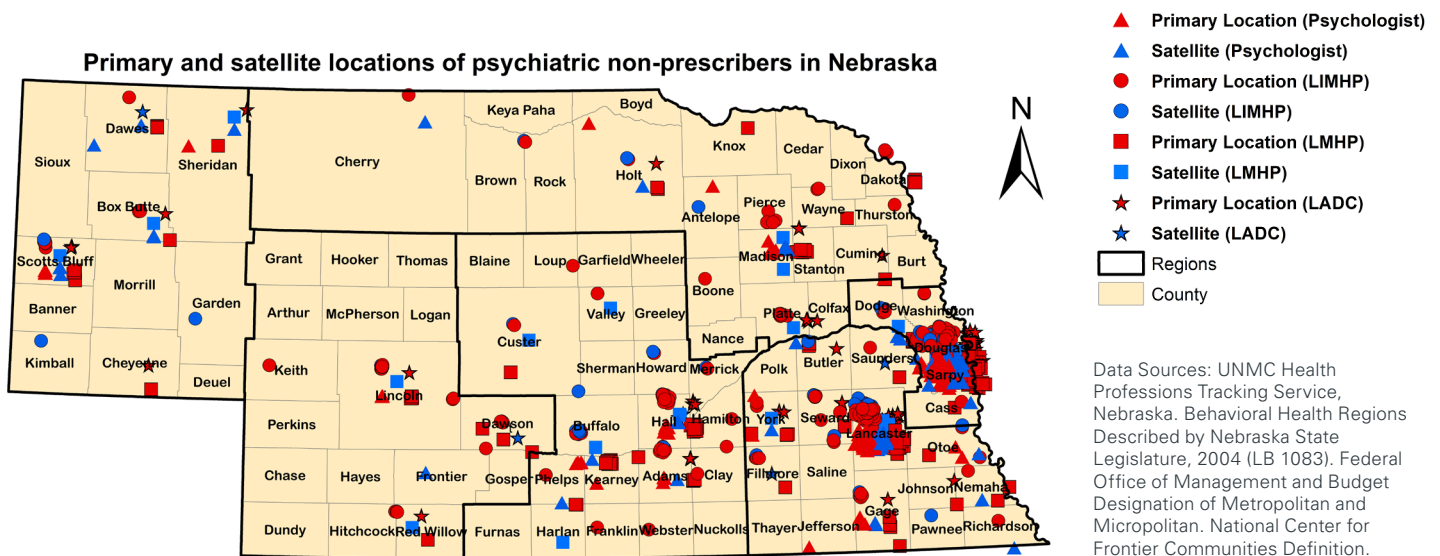 Primary and satellite locations of psychiatric non-prescribers in Nebraska
Primary Location (Psychologist)
Satellite (Psychologist)
Primary Location (LIMHP)
Satellite (LIMHP)
Primary Location (LMHP)
Satellite (LMHP)
Primary Location (LADC)
Satellite (LADC)
Regions
County
N
Sioux
Dawes
Sheridan
Cherry
Keya Paha
Boyd
Brown
Rock
Holt
Knox
Cedar
Dixon
Dakota
Box Butte
Antelope
Pierce
Wayne
Thurston
Scotts Bluff
Morrill
Garden
Grant
Hooker
Thomas
Blaine
Loup
Garfield
Wheeler
Madison
Stanton
Cuming
Burt
Banner
Arthur
McPherson
Logan
Custer
Valley
Greeley
Boone
Nance
Platte
Colfax
Dodge
Washington
Kimball
Cheyenne
Deuel
Keith
Lincoln
Sherman
Howard
Merrick
Polk
Butler
Saunders
Douglas
Sarpy
Perkins
Dawson
Buffalo
Hall
Hamilton
York
Seward
Lancaster
Cass
Otoe
Chase
Hayes
Frontier
Gosper
Phelps
Kearney
Adams
Clay
Fillmore
Saline
Johnson
Nemaha
Dundy
Hitchcock
Red Willow
Furnas
Harlan
Franklin
Webster
Nuckolls
Thayer
Jefferson
Gage
Pawnee
Richardson
Data Sources: UNMC Health
Professions Tracking Service,
Nebraska. Behavioral Health Regions
Described by Nebraska State
Legislature, 2004 (LB 1083). Federal
Office of Management and Budget
Designation of Metropolitan and
Micropolitan. National Center for
Frontier Communities Definition.